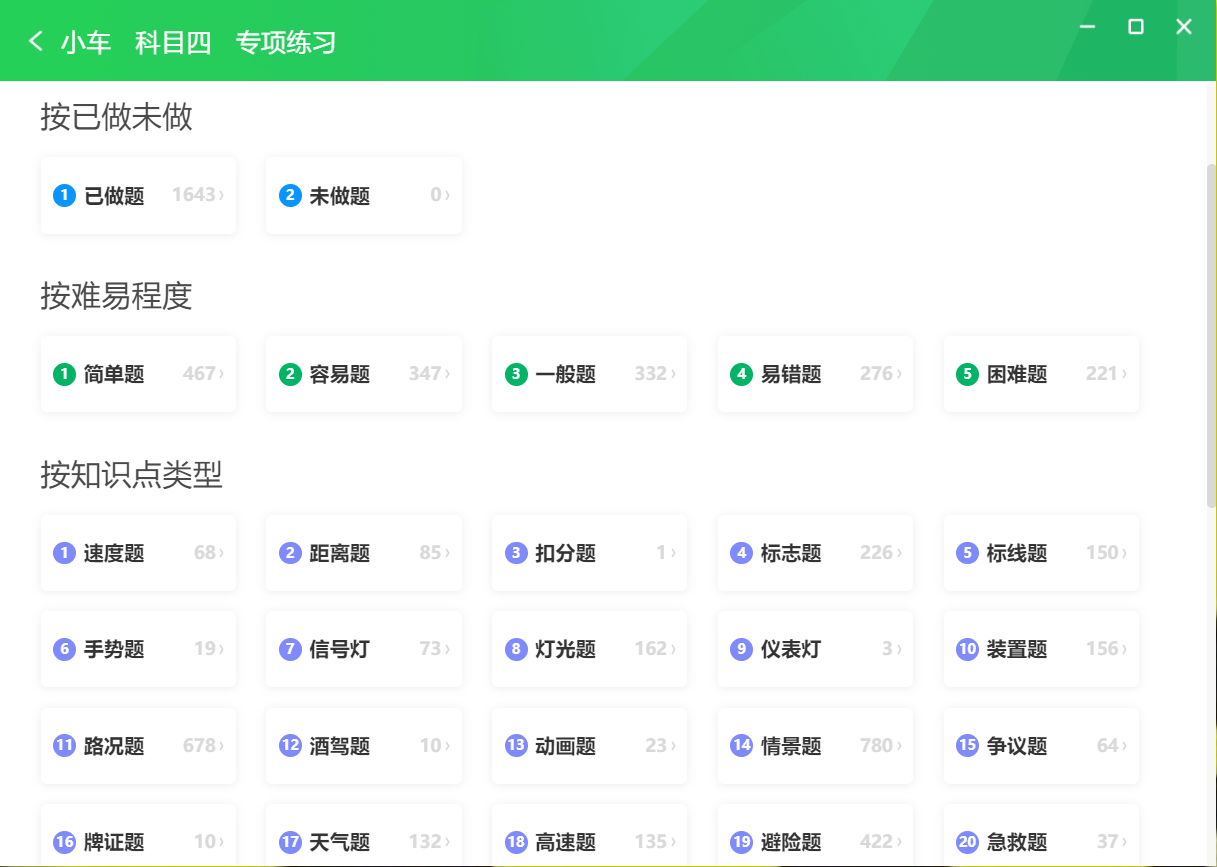 小车 科目四 专项练习
按已做未做
1 已做题 1643 2 未做题 0
按难易程度
1 简单题 467 2 容易题 347 3 一般题 332 4 易错题 276 5 困难题 221
按知识点类型
1 速度题 68 2 距离题 85 3 扣分题 1 4 标志题 226 5 标线题 150
6 手势题 19 7 信号灯 73 8 灯光题 162 9 仪表灯 3 10 装置题 156
11 路况题 678 12 酒驾题 10 13 动画题 23 14 情景题 780 15 争议题 64
16 牌证题 10 17 天气题 132 18 高速题 135 19 避险题 422 20 急救题 37